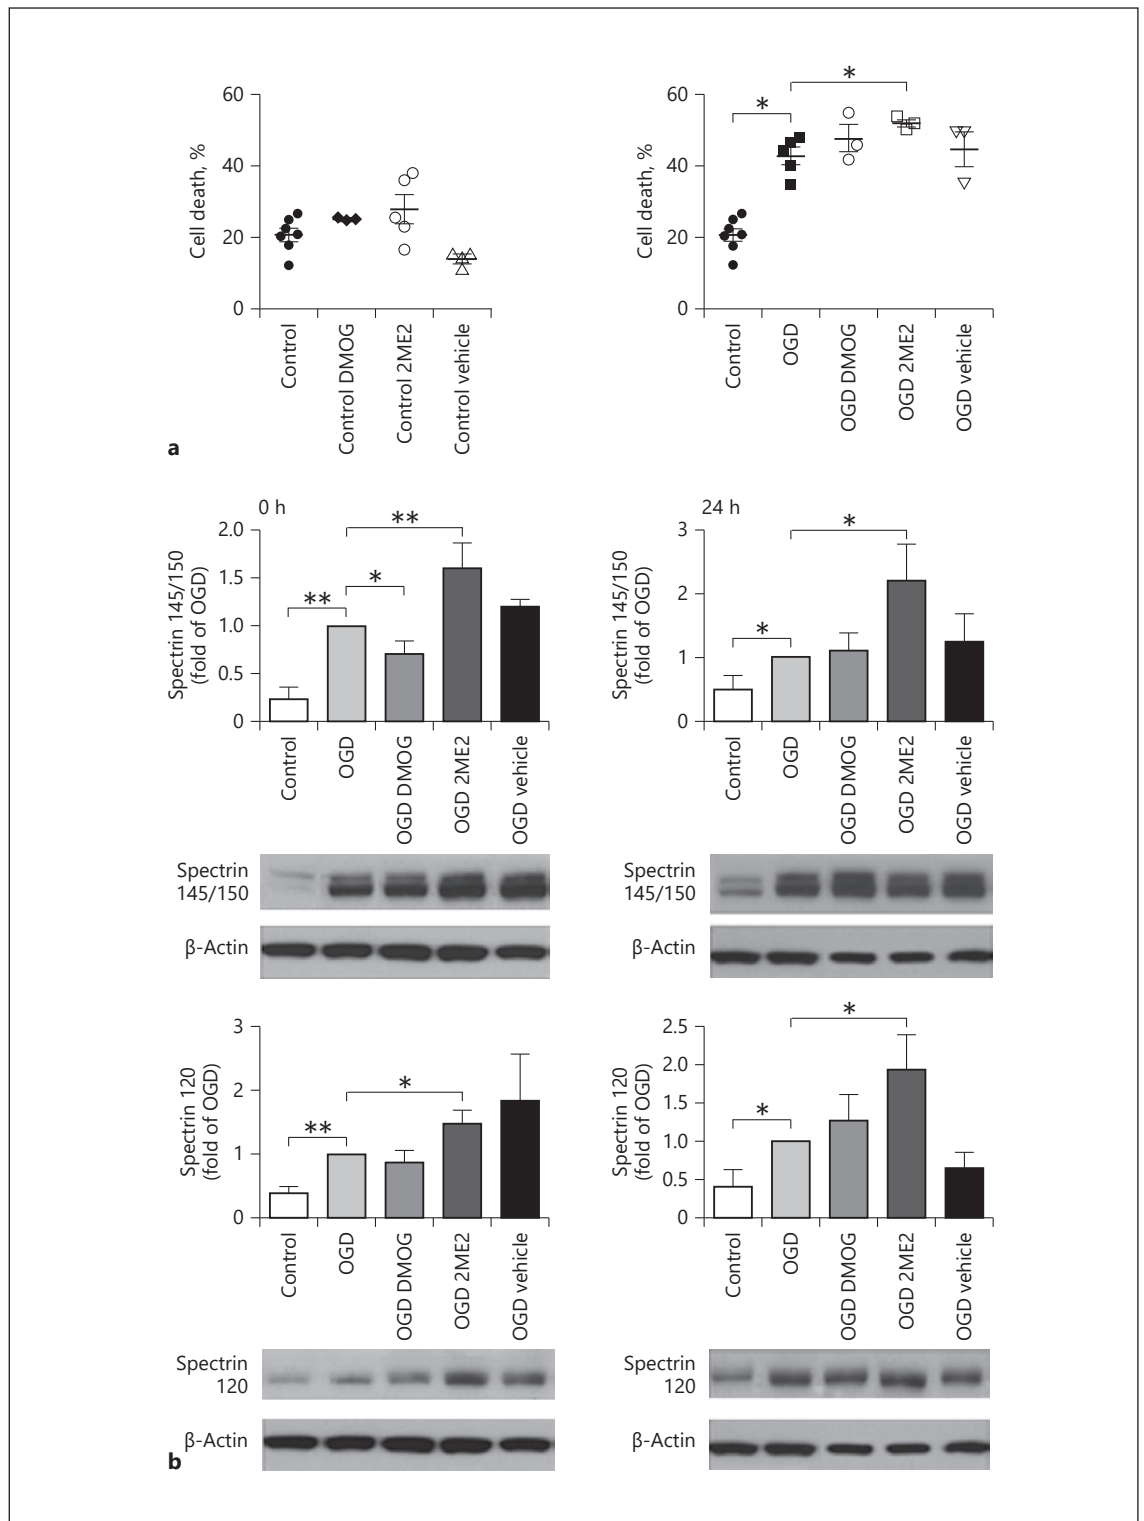 *
*
60
40
20
0
Cell death, %
Control
Control DMOG
Control 2ME2
Control vehicle
60
40
20
0
Cell death, %
Control
OGD
OGD DMOG
OGD 2ME2
OGD vehicle
a
0 h
**
*
**
2.0
1.5
1.0
0.5
0
Spectrin 145/150
(fold of OGD)
Control
OGD
OGD DMOG
OGD 2ME2
OGD vehicle
24 h
*
*
3
2
1
0
Spectrin 145/150
(fold of OGD)
Control
OGD
OGD DMOG
OGD 2ME2
OGD vehicle
Spectrin
145/150
β-Actin
Spectrin
145/150
β-Actin
*
**
3
2
1
0
Spectrin 120
(fold of OGD)
Control
OGD
OGD DMOG
OGD 2ME2
OGD vehicle
*
*
2.5
2.0
1.5
1.0
0.5
0
Spectrin 120
(fold of OGD)
Control
OGD
OGD DMOG
OGD 2ME2
OGD vehicle
Spectrin
120
β-Actin
Spectrin
120
β-Actin
b